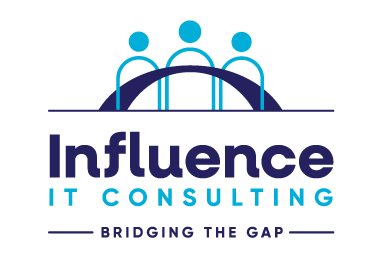 Influence
IT CONSULTING
BRIDGING THE GAP